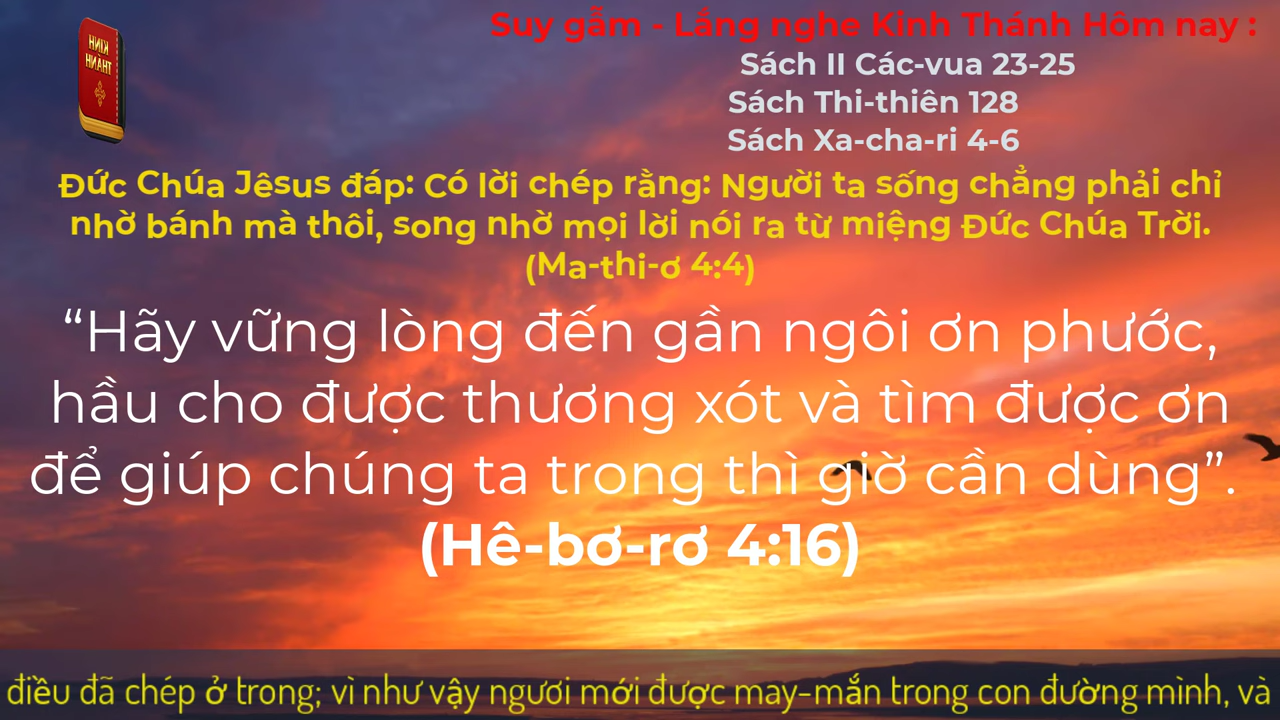 Suy gẫm - Lắng nghe Kinh Thánh Hôm nay :
Sách II Các-vua 23-25
Sách Thi-thiên 128
Sách Xa-cha-ri 4-6
KINH
THÁNH
Đức Chúa Jêsus đáp: Có lời chép rằng: Người ta sống chẳng phải chỉ
nhờ bánh mà thôi, song nhờ mọi lời nói ra từ miệng Đức Chúa Trời.
(Ma-thi-ơ 4:4)
“Hãy vững lòng đến gần ngôi ơn phước,
hầu cho được thương xót và tìm được ơn
để giúp chúng ta trong thì giờ cần dùng”.
(Hê-bơ-rơ 4:16)
điều đã chép ở trong; vì như vậy ngươi mới được may-mắn trong con đường mình, và